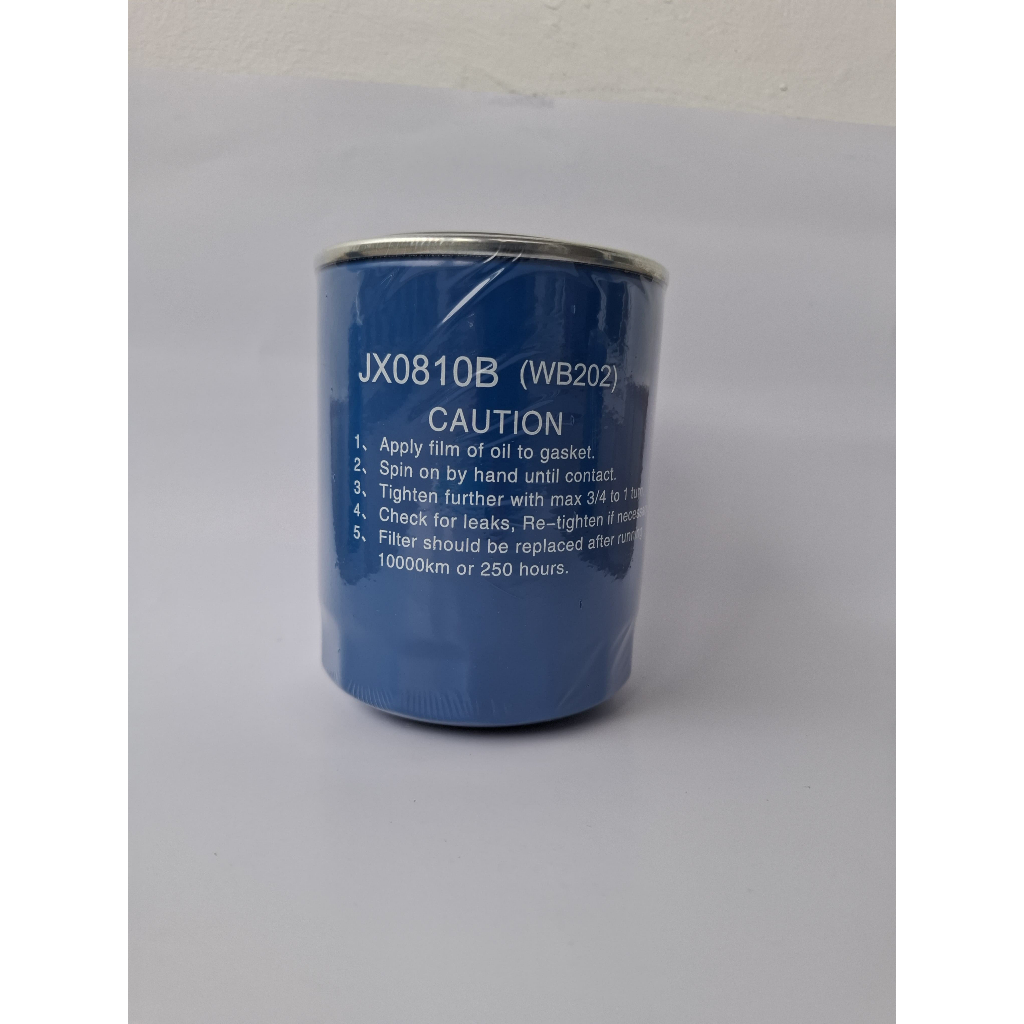 JX0810B (WB202)
CAUTION
1、 Apply film of oil to gasket.
2、 Spin on by hand until contact.
3、 Tighten further with max 3/4 to 1 turn
4、 Check for leaks, Re-tighten if
5、 Filter should be replaced after running
10000km or 250 hours.